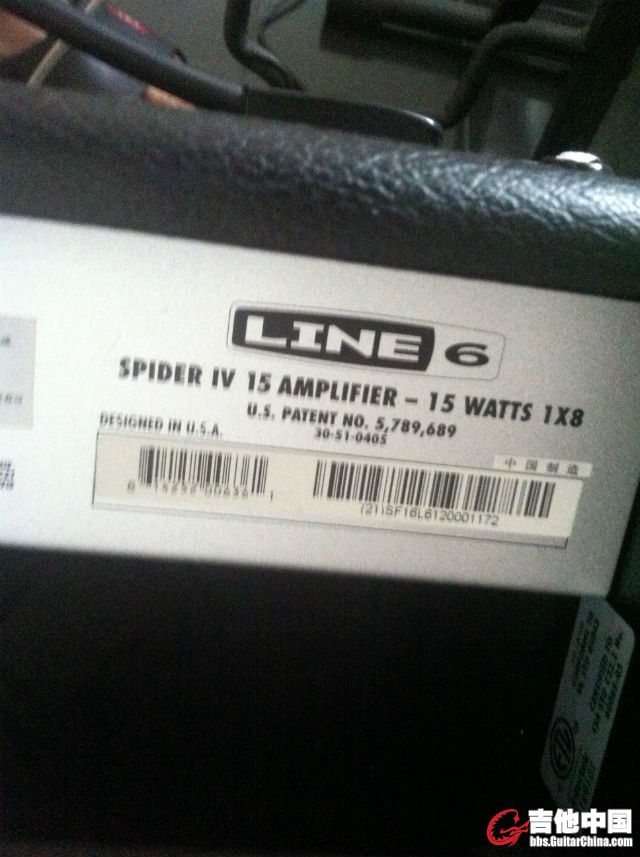 LINE 6
SPIDER IV 15 AMPLIFIER – 15 WATTS 1X8
U.S. PATENT NO. 5,789,689
DESIGNED IN U.S.A.
30-51-0405
中国制造
(21)SF16L6120001172
吉他中国
bbs.GuitarChina.com